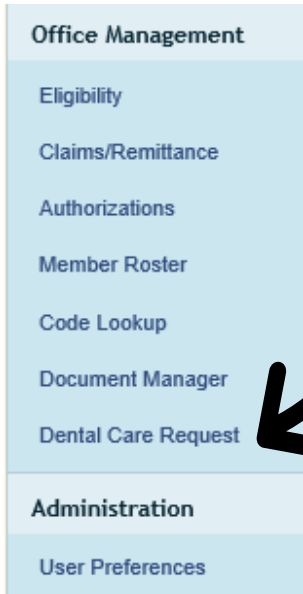 Office Management
Eligibility
Claims/Remittance
Authorizations
Member Roster
Code Lookup
Document Manager
Dental Care Request
Administration
User Preferences